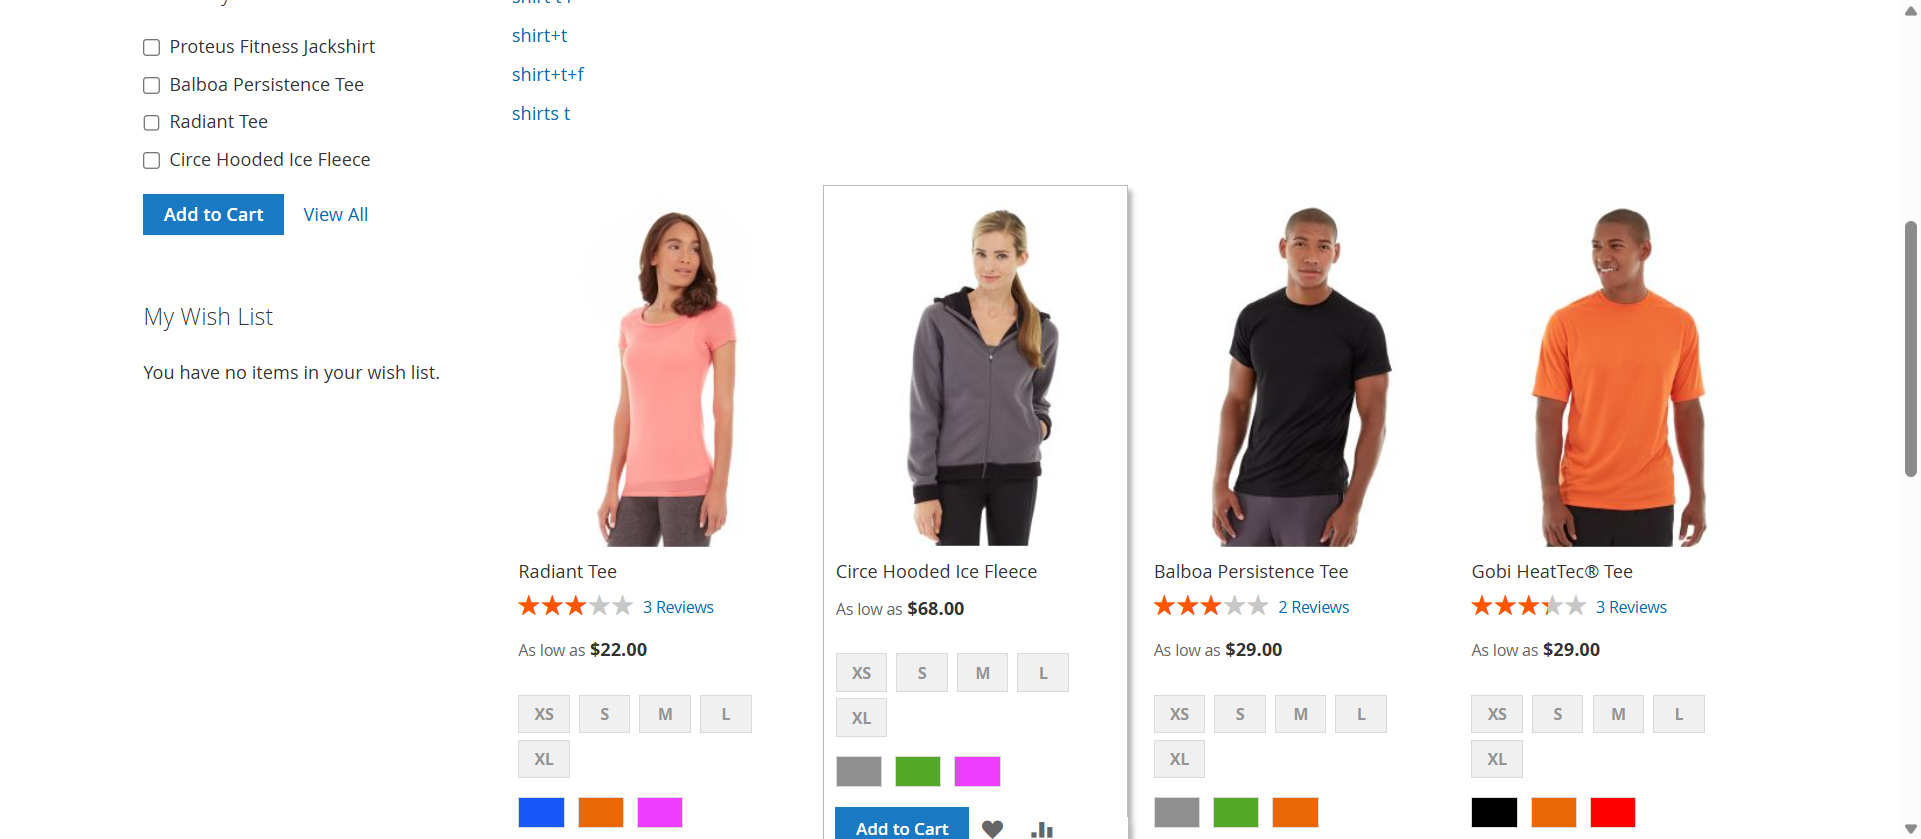 Proteus Fitness Jackshirt
Balboa Persistence Tee
Radiant Tee
Circe Hooded Ice Fleece
Add to Cart View All
My Wish List
You have no items in your wish list.
shirt+t
shirt+t+f
shirts t
Radiant Tee
3 Reviews
As low as $22.00
XS S M L
XL
Circe Hooded Ice Fleece
As low as $68.00
XS S M L
XL
Add to Cart
Balboa Persistence Tee
2 Reviews
As low as $29.00
XS S M L
XL
Gobi HeatTec® Tee
3 Reviews
As low as $29.00
XS S M L
XL